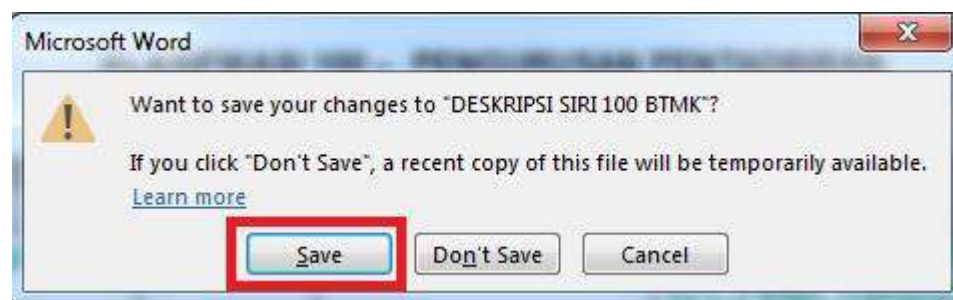 Microsoft Word
X
Want to save your changes to "DESKRIPSI SIRI 100 BTMK"?
If you click "Don't Save", a recent copy of this file will be temporarily available.
Learn more
Save
Don't Save
Cancel